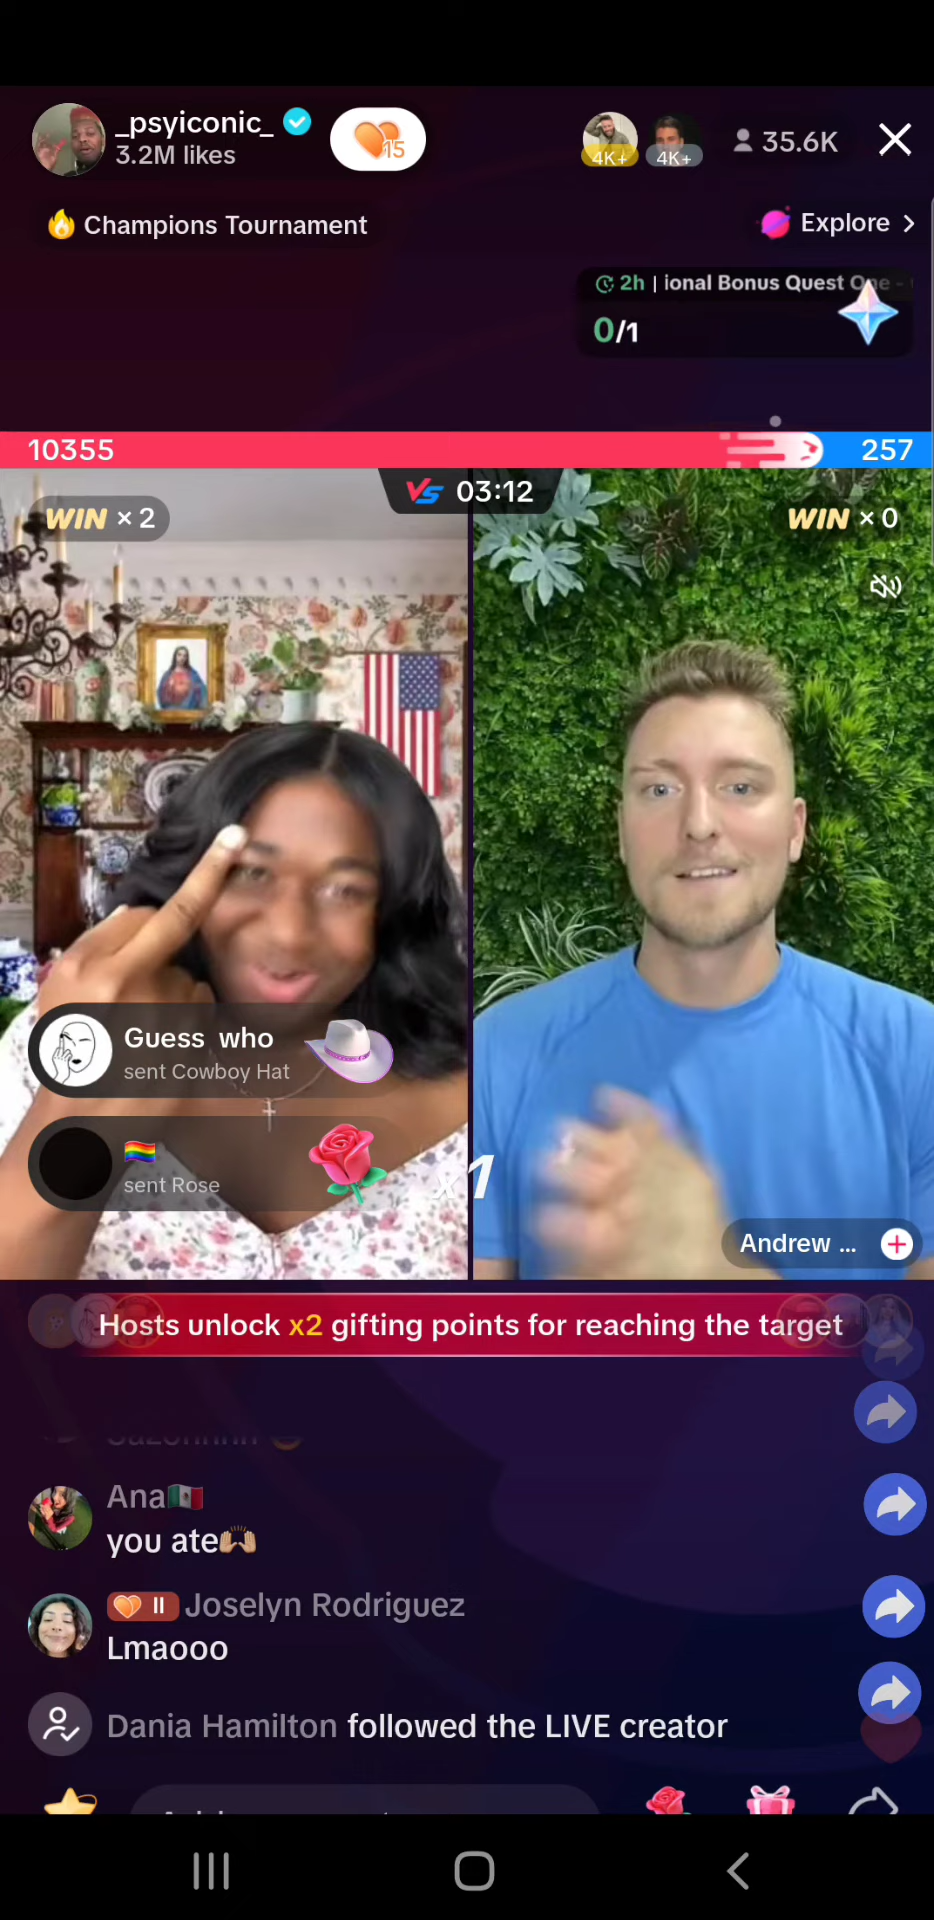 _psyiconic_
3.2M likes
15
4K+
4K+
35.6K
Champions Tournament
Explore
2h | ional Bonus Quest One -
0/1
10355
257
VS 03:12
WIN × 2
WIN × 0
Guess who
sent Cowboy Hat
sent Rose
x1
Andrew ...
Hosts unlock x2 gifting points for reaching the target
Ana🇲🇽
you ate🙌🏼
II Joselyn Rodriguez
Lmaooo
Dania Hamilton followed the LIVE creator